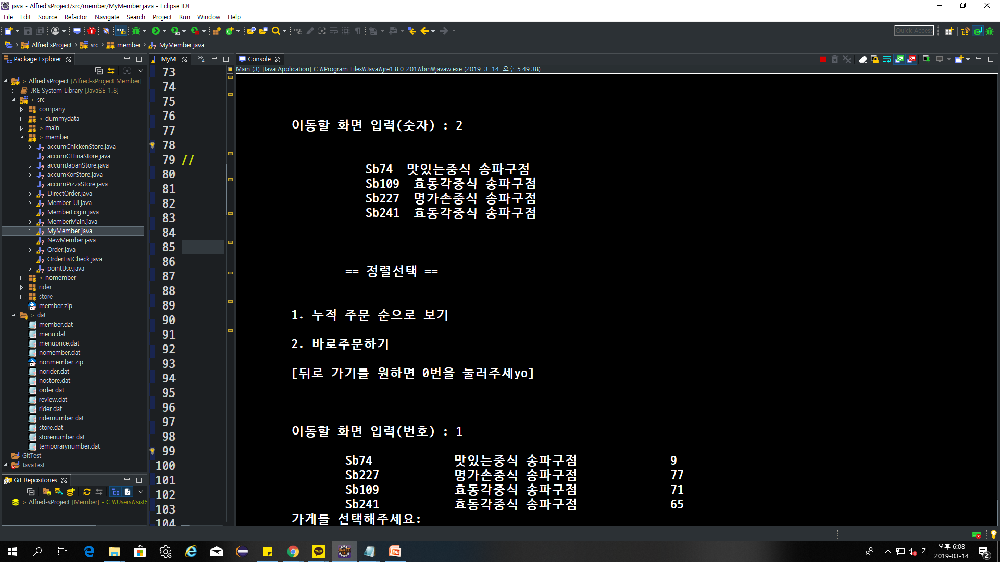 java - Alfred'sProject/src/member/MyMember.java - Eclipse IDE
File Edit Source Refactor Navigate Search Project Run Window Help
Quick Access
Alfred'sProject > src > member > MyMember.java
Package Explorer
MyM
4
Console
Main (3) [Java Application] C:₩Program Files₩Java₩jre1.8.0_201₩bin₩javaw.exe (2019. 3. 14. 오후 5:49:38)
> Alfred'sProject [Alfred-sProject Member]
JRE System Library [JavaSE-1.8]
> src
company
> dummydata
> main
> member
accumChickenStore.java
accumCHinaStore.java
accumJapanStore.java
accumKorStore.java
accumPizzaStore.java
DirectOrder.java
Member_UI.java
MemberLogin.java
MemberMain.java
MyMember.java
NewMember.java
Order.java
OrderListCheck.java
pointUse.java
> nomember
rider
store
member.zip
> dat
member.dat
menu.dat
menuprice.dat
nomember.dat
nonmember.zip
norider.dat
nostore.dat
order.dat
review.dat
rider.dat
ridernumber.dat
store.dat
storenumber.dat
temporarynumber.dat
GitTest
JavaTest
Git Repositories
> Alfred-sProject [Member] - C:₩Users₩sist5
73
74
75
76
77
78
79 //
80
81
82
83
84
85
86
87
88
89
90
91
92
93
94
95
96
97
98
99
100
101
102
103
104
이동할 화면 입력(숫자) : 2
Sb74 맛있는중식 송파구점
Sb109 효동각중식 송파구점
Sb227 명가손중식 송파구점
Sb241 효동각중식 송파구점
== 정렬선택 ==
1. 누적 주문 순으로 보기
2. 바로주문하기
[뒤로 가기를 원하면 0번을 눌러주세yo]
이동할 화면 입력(번호) : 1
Sb74 맛있는중식 송파구점 9
Sb227 명가손중식 송파구점 77
Sb109 효동각중식 송파구점 71
Sb241 효동각중식 송파구점 65
가게를 선택해주세요:
TALK
가
오후 6:08
2019-03-14
2